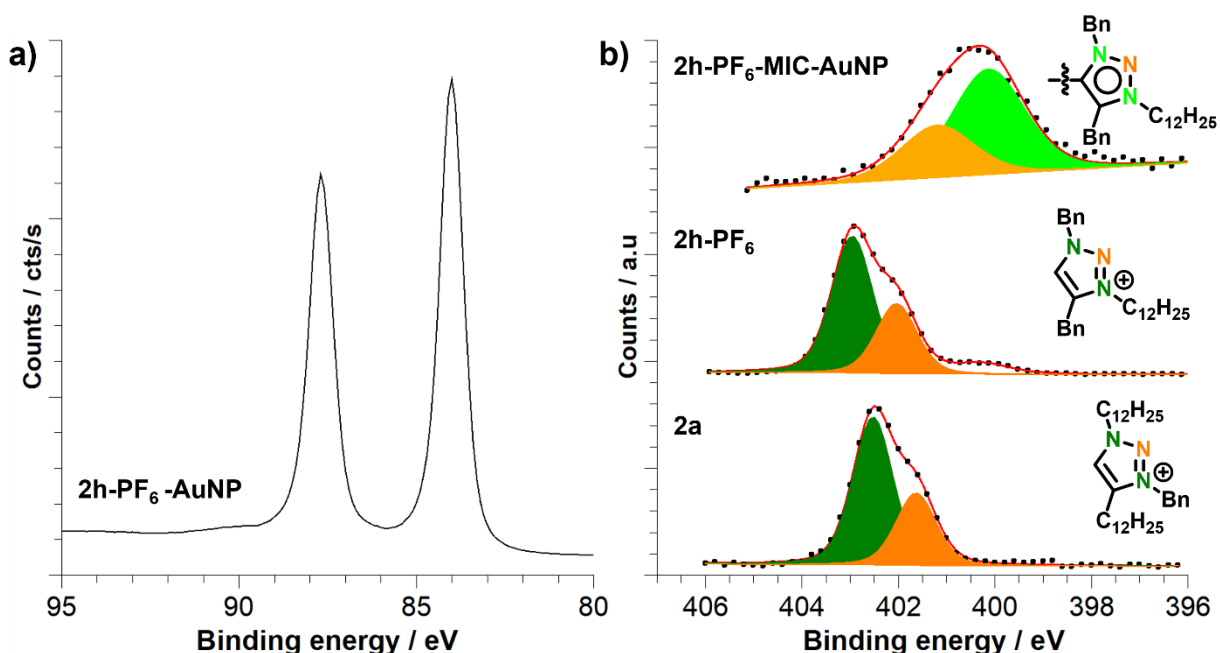 a)
2h-PF6-AuNP
Counts / cts/s
95 90 85 80
Binding energy / eV
b)
2h-PF6-MIC-AuNP
Bn
N
N
N
C12H25
Bn
2h-PF6
Bn
N
N
N
⊕
C12H25
Bn
2a
C12H25
N
N
N
⊕
Bn
C12H25
Counts / a.u
406 404 402 400 398 396
Binding energy / eV